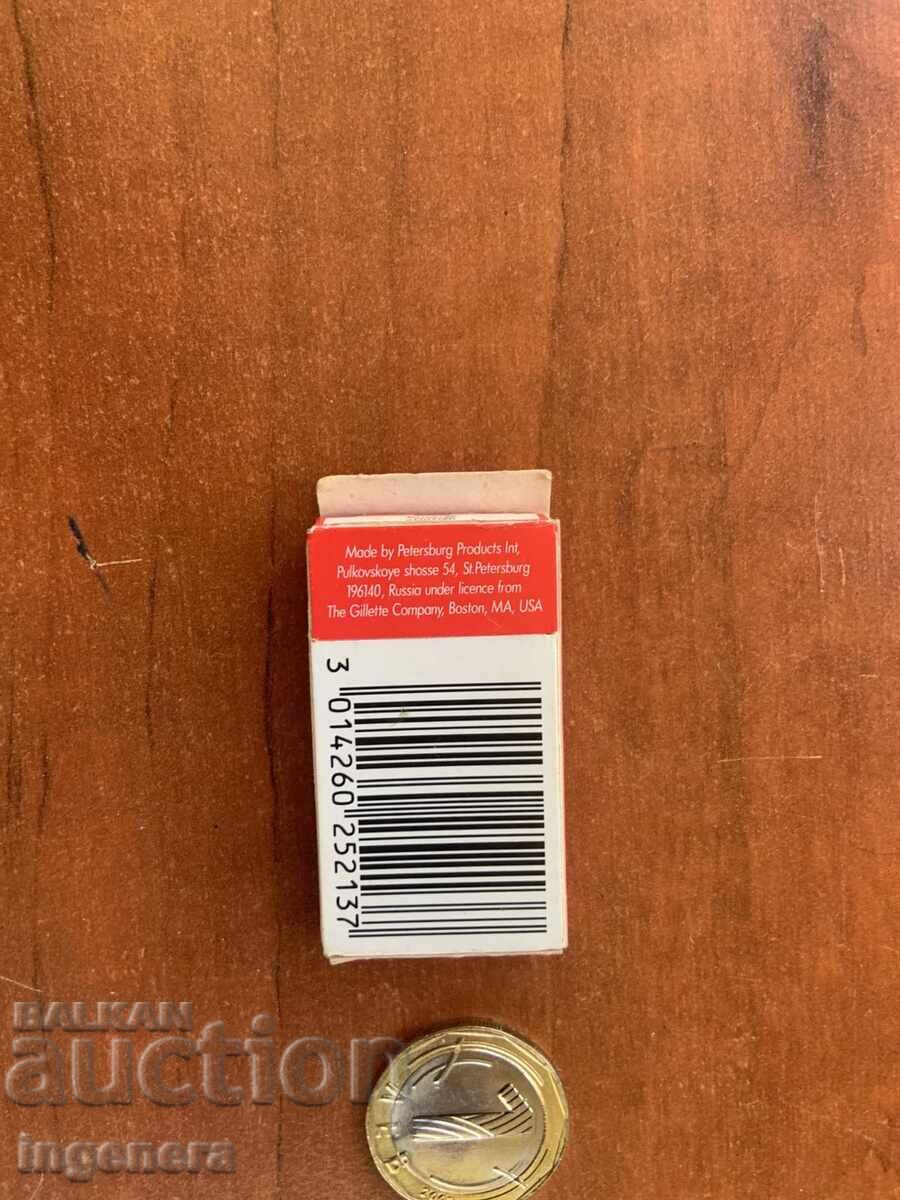 Made by Petersburg Products Int,
Pulkovskoye shosse 54, St.Petersburg
196140, Russia under licence from
The Gillette Company, Boston, MA, USA
3 014260 252137
BALKAN
auction
ingenera